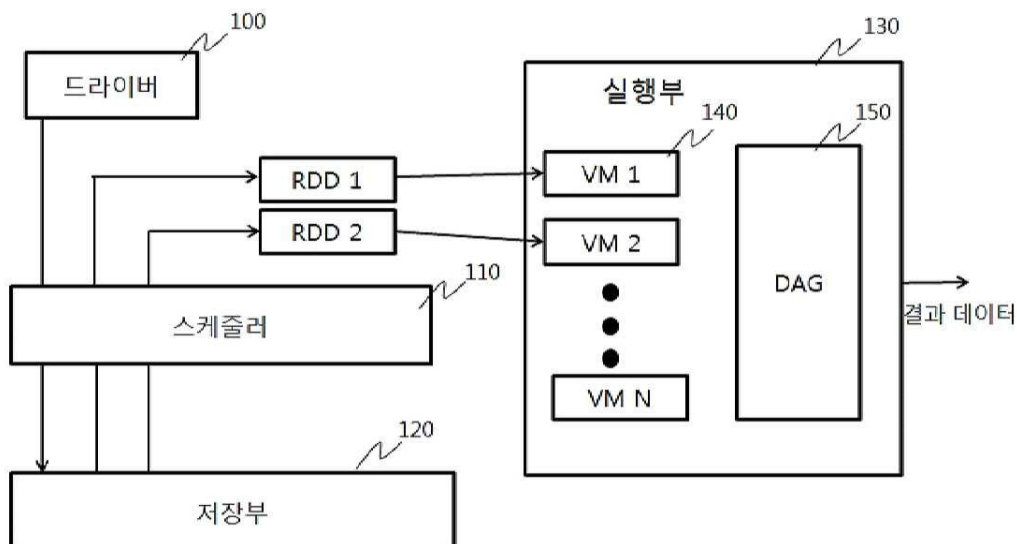 100
드라이버
130
실행부
140
150
RDD 1
VM 1
RDD 2
VM 2
110
DAG
스케줄러
결과 데이터
VM N
120
저장부